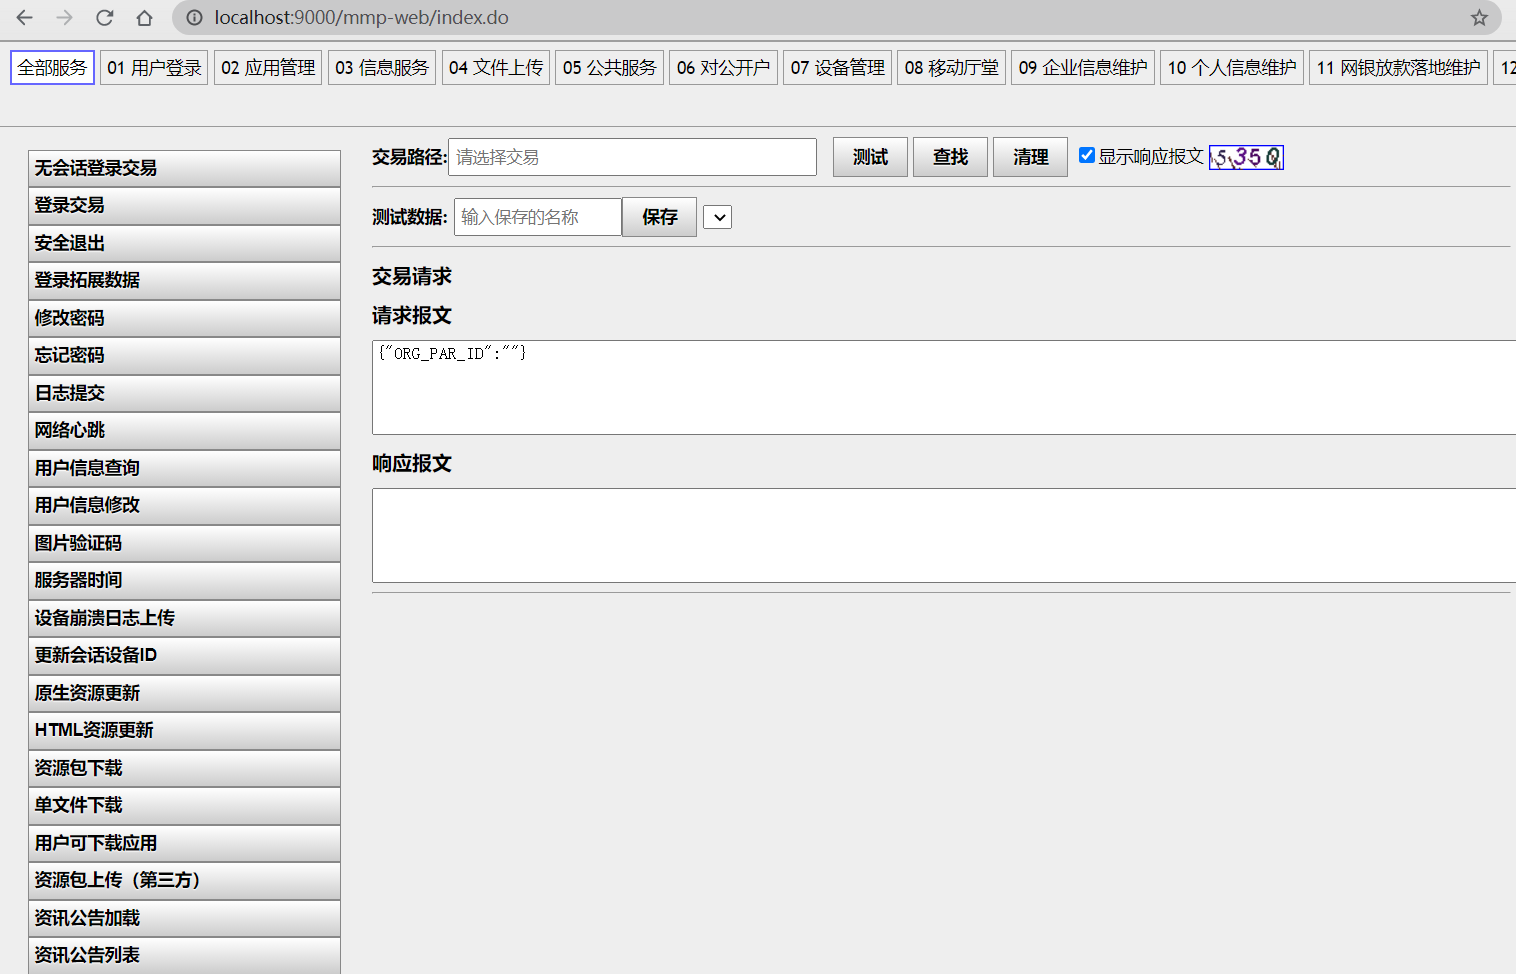 localhost:9000/mmp-web/index.do
全部服务 01 用户登录 02 应用管理 03 信息服务 04 文件上传 05 公共服务 06 对公开户 07 设备管理 08 移动厅堂 09 企业信息维护 10 个人信息维护 11 网银放款落地维护 12
无会话登录交易
登录交易
安全退出
登录拓展数据
修改密码
忘记密码
日志提交
网络心跳
用户信息查询
用户信息修改
图片验证码
服务器时间
设备崩溃日志上传
更新会话设备ID
原生资源更新
HTML资源更新
资源包下载
单文件下载
用户可下载应用
资源包上传（第三方）
资讯公告加载
资讯公告列表
交易路径: 请选择交易 测试 查找 清理 显示响应报文 5350
测试数据: 输入保存的名称 保存
交易请求
请求报文
{"ORG_PAR_ID":""}
响应报文